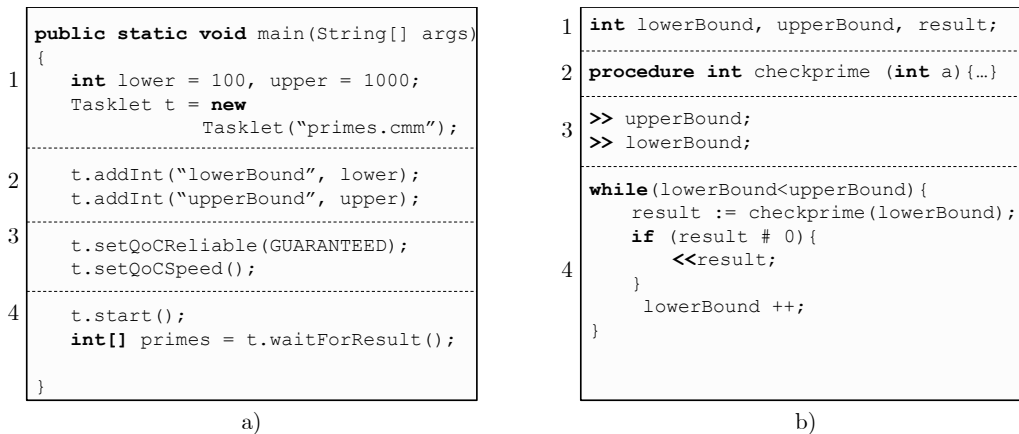 public static void main(String[] args)
{
1
int lower = 100, upper = 1000;
Tasklet t = new
Tasklet(“primes.cmm”);
2
t.addInt(“lowerBound”, lower);
t.addInt(“upperBound”, upper);
3
t.setQoCReliable(GUARANTEED);
t.setQoCSpeed();
4
t.start();
int[] primes = t.waitForResult();
}
a)
1
int lowerBound, upperBound, result;
2
procedure int checkprime (int a){…}
3
>> upperBound;
>> lowerBound;
4
while(lowerBound<upperBound){
result := checkprime(lowerBound);
if (result # 0){
<<result;
}
lowerBound ++;
}
b)